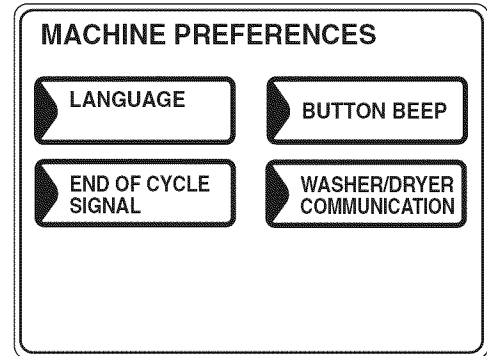 MACHINE PREFERENCES
LANGUAGE
BUTTON BEEP
END OF CYCLE
SIGNAL
WASHER/DRYER
COMMUNICATION